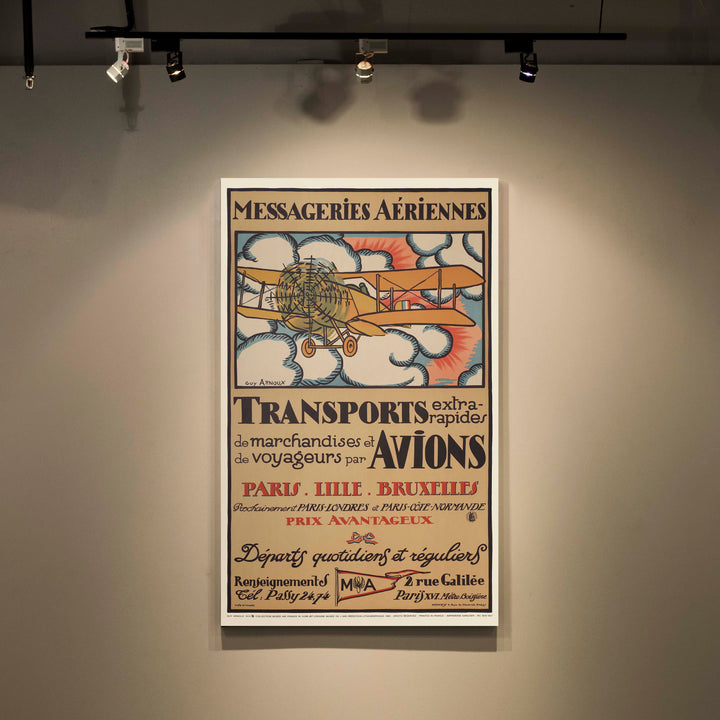 MESSAGERIES AÉRIENNES
GUY ARNOUX
TRANSPORTS extra-rapides
de marchandises et
de voyageurs par AVIONS
PARIS . LILLE . BRUXELLES
Prochainement PARIS-LONDRES et PARIS-CÔTE-NORMANDE
PRIX AVANTAGEUX
Départs quotidiens et réguliers
Renseignements M A 2 rue Galilée
Tél: Passy 24.74 Paris XVI. Métro Boissière